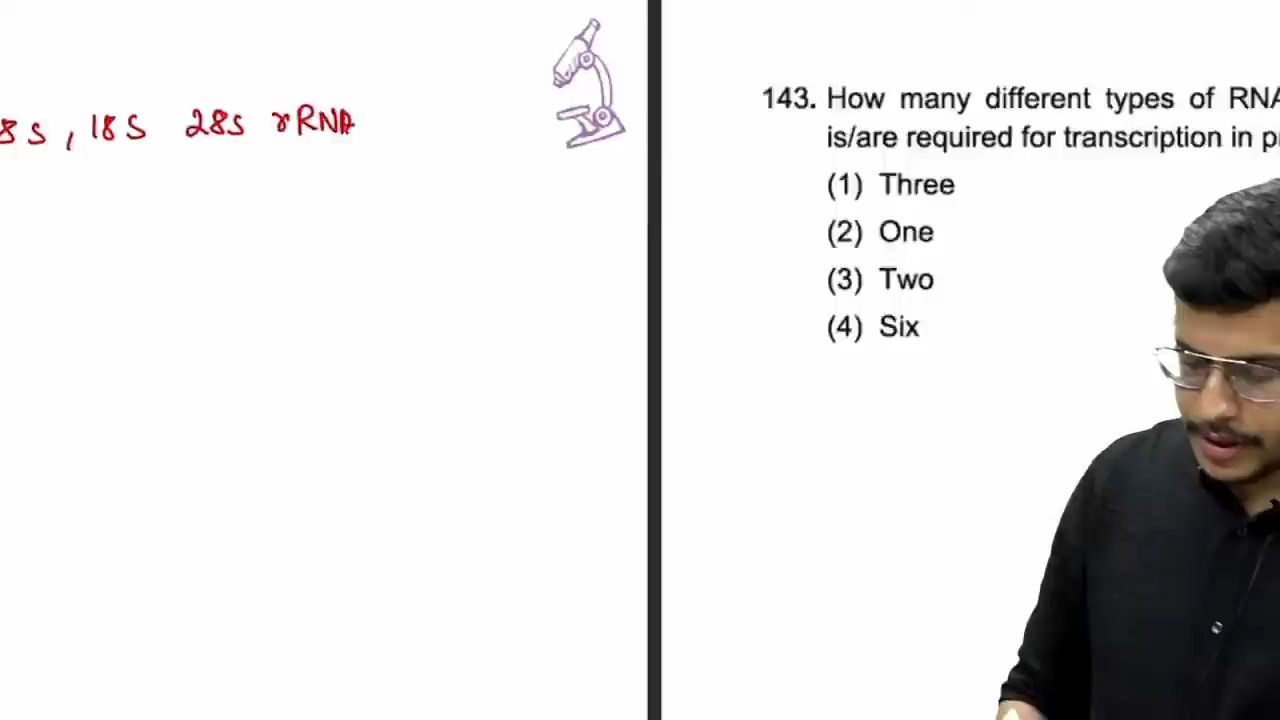 8s, 18s 28s rRNA
143. How many different types of RNA
is/are required for transcription in
(1) Three
(2) One
(3) Two
(4) Six